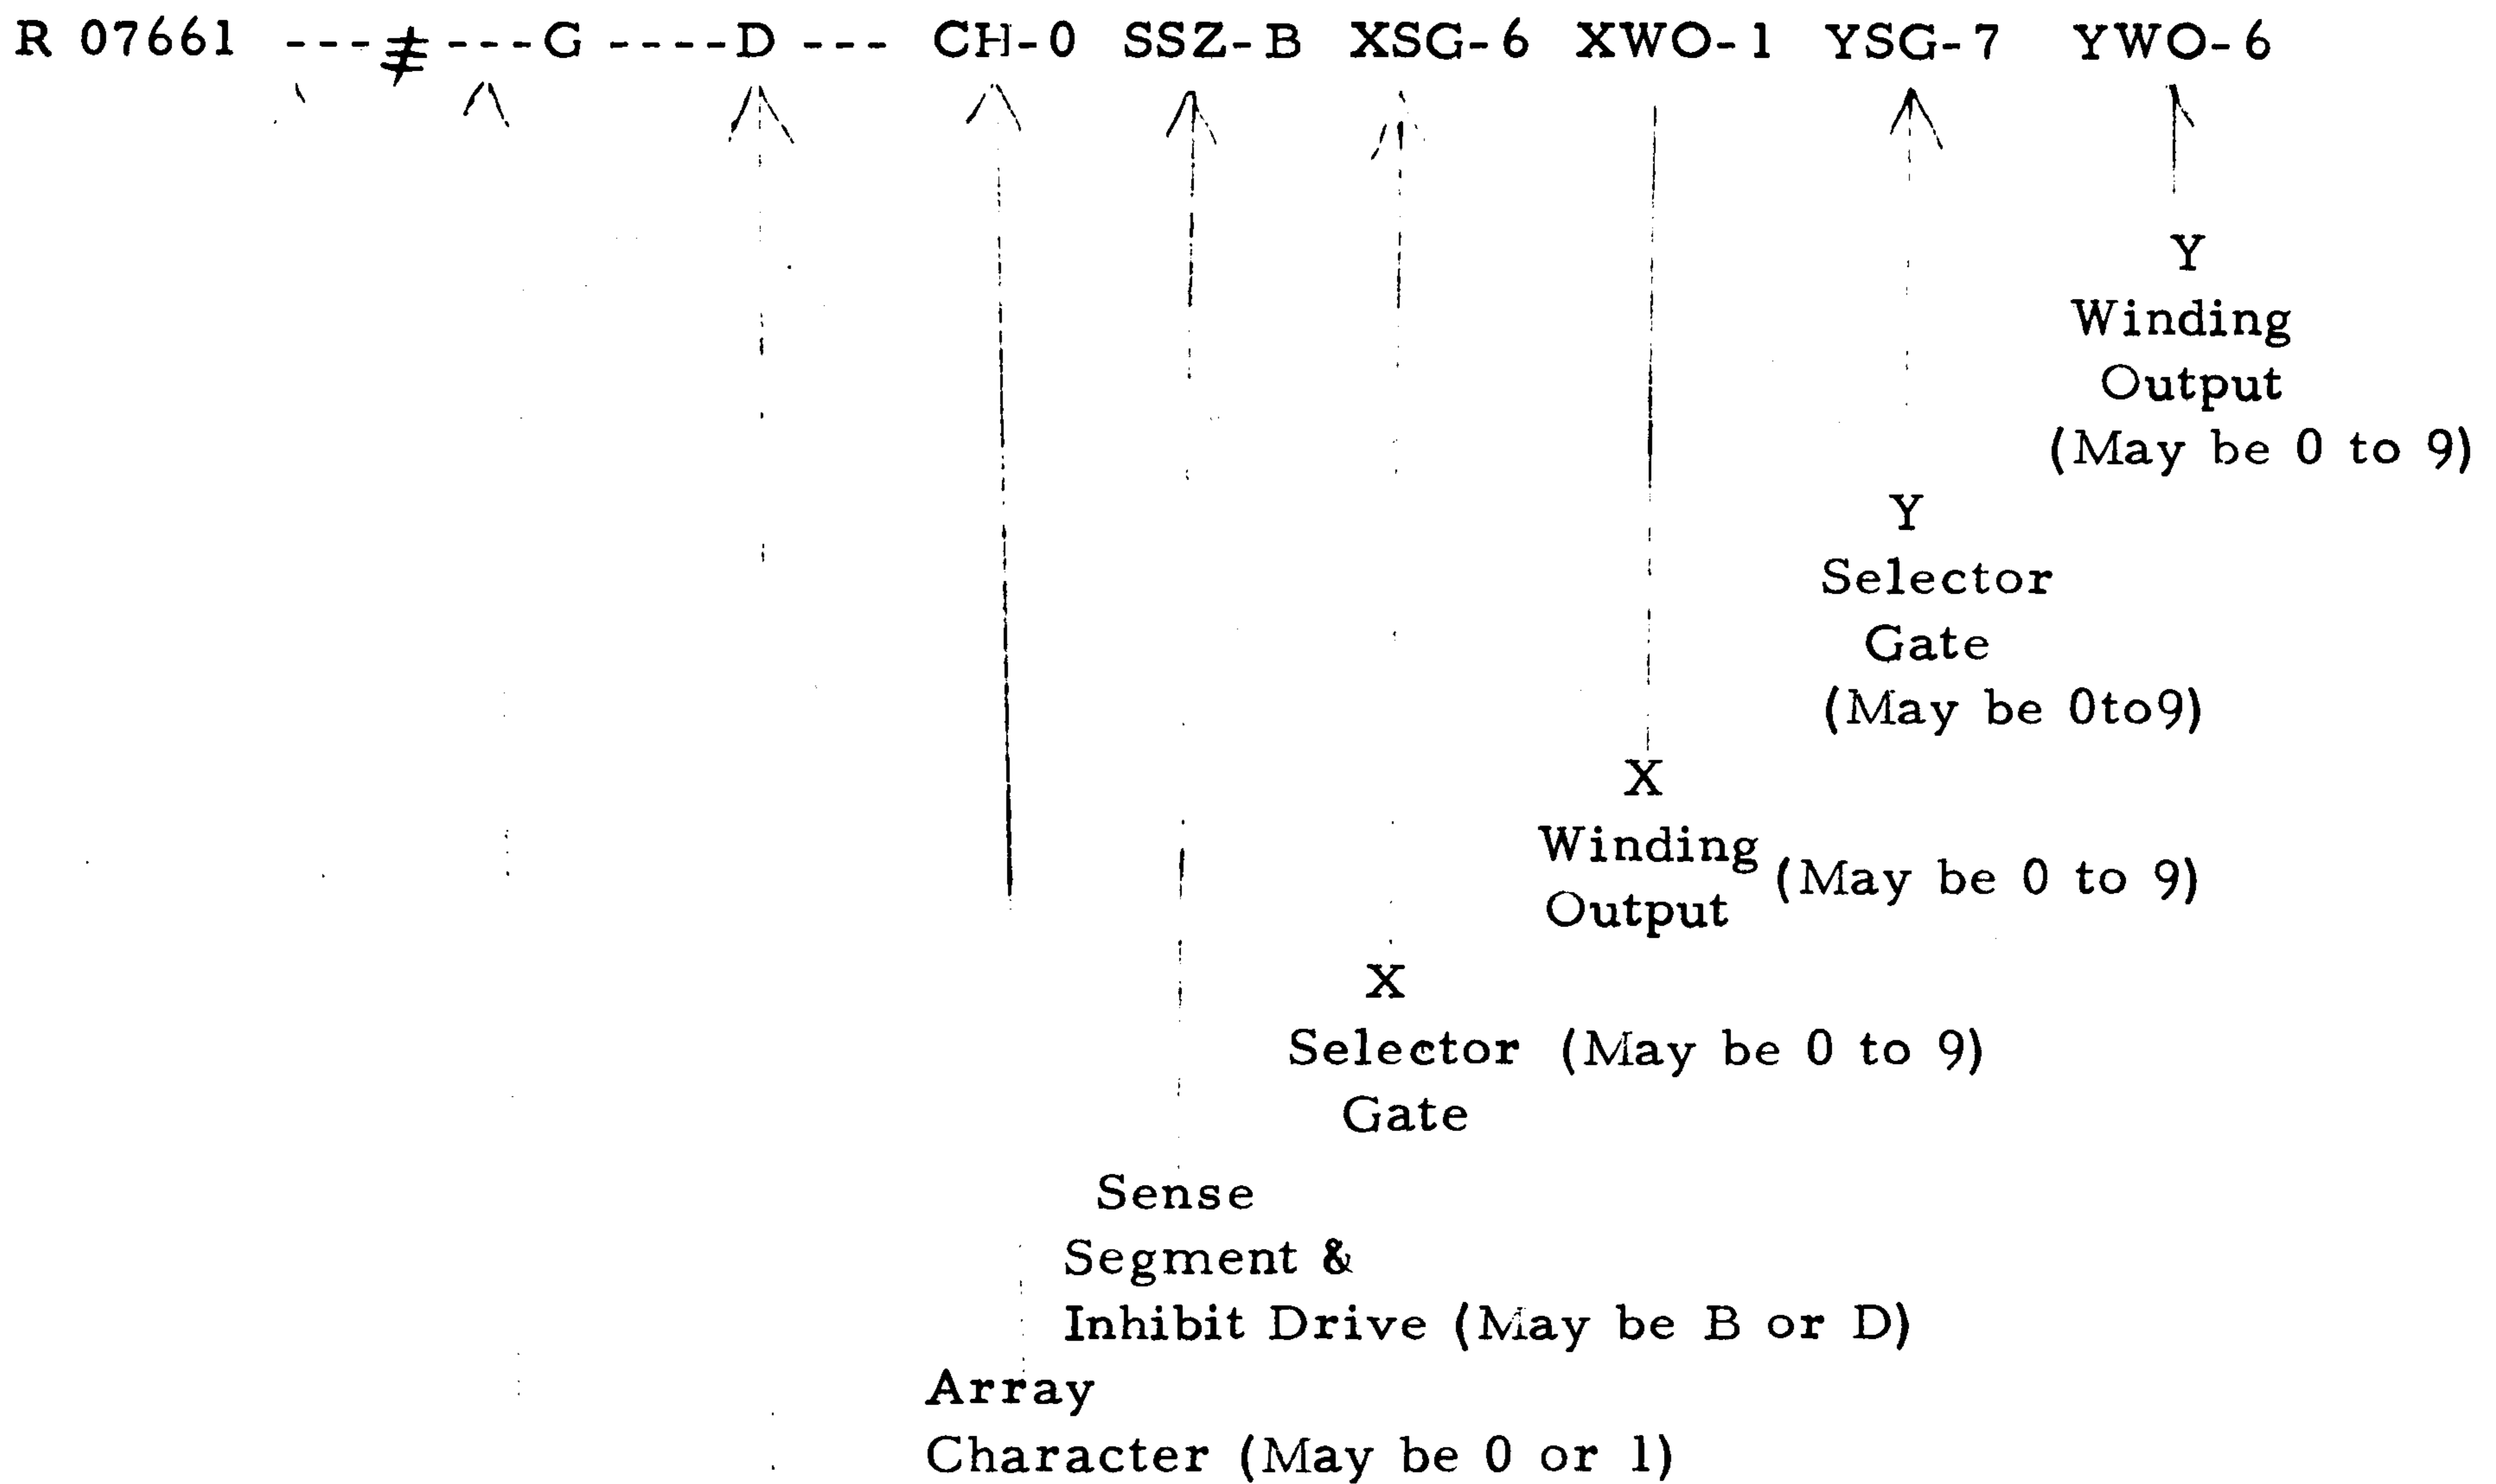 R 07661 ---≠---G ----D --- CH-0 SSZ-B XSG-6 XWO-1 YSG-7 YWO-6
Y
Winding
Output
(May be 0 to 9)
Y
Selector
Gate
(May be 0to9)
X
Winding
Output (May be 0 to 9)
X
Selector (May be 0 to 9)
Gate
Sense
Segment &
Inhibit Drive (May be B or D)
Array
Character (May be 0 or 1)